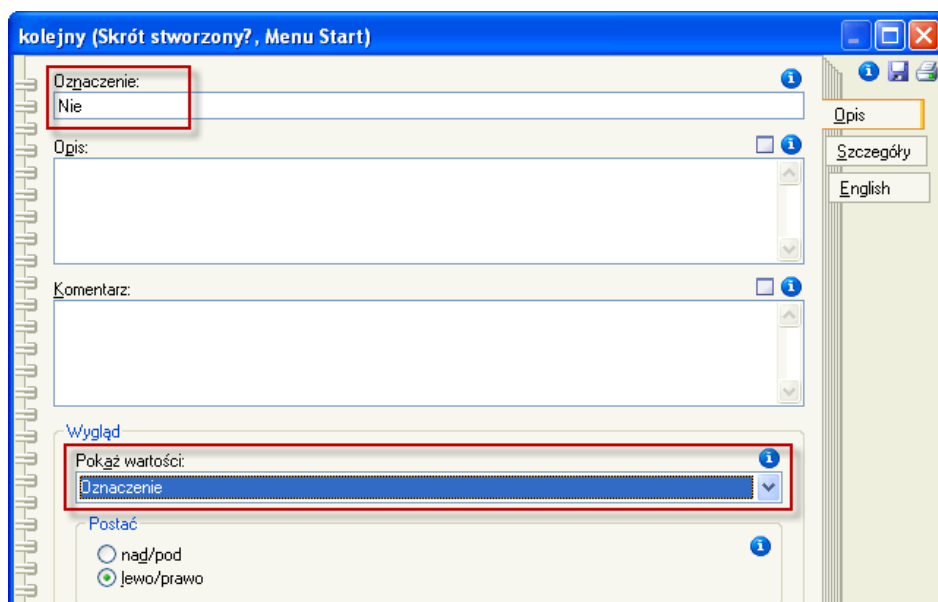 kolejny (Skrót stworzony?, Menu Start)
Oznaczenie:
Nie
Opis:
Komentarz:
Wygląd
Pokaż wartości:
Oznaczenie
Postać
nad/pod
lewo/prawo
Opis
Szczegóły
English